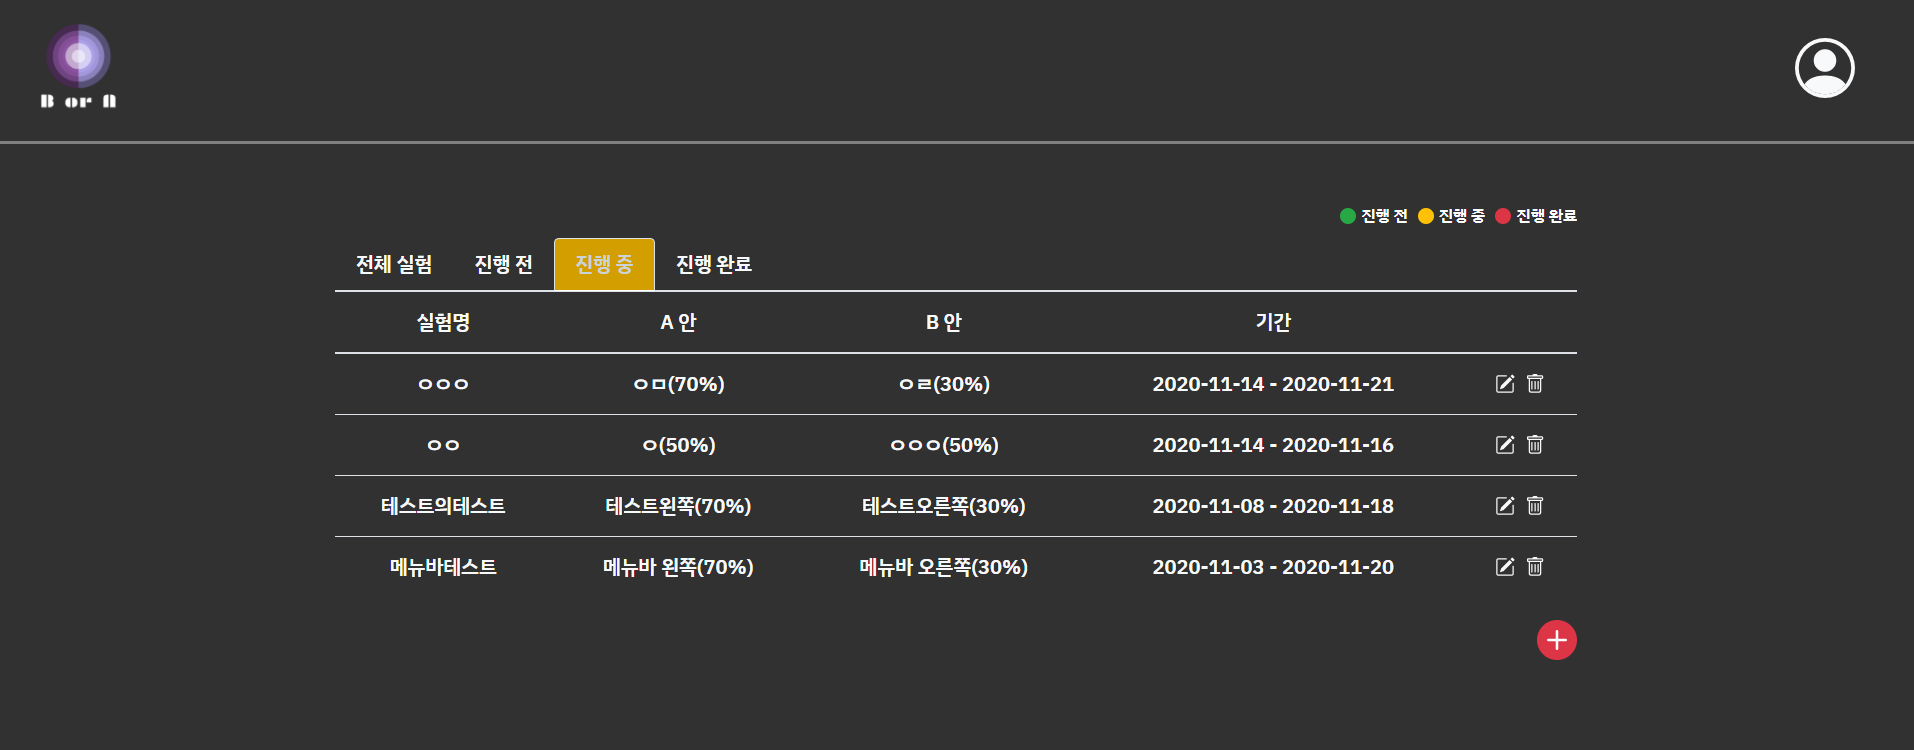 B or A
진행 전 진행 중 진행 완료
전체 실험 진행 전 진행 중 진행 완료
실험명 A 안 B 안 기간
ㅇㅇㅇ ㅇㅁ(70%) ㅇㄹ(30%) 2020-11-14 - 2020-11-21
ㅇㅇ ㅇ(50%) ㅇㅇㅇ(50%) 2020-11-14 - 2020-11-16
테스트의테스트 테스트왼쪽(70%) 테스트오른쪽(30%) 2020-11-08 - 2020-11-18
메뉴바테스트 메뉴바 왼쪽(70%) 메뉴바 오른쪽(30%) 2020-11-03 - 2020-11-20